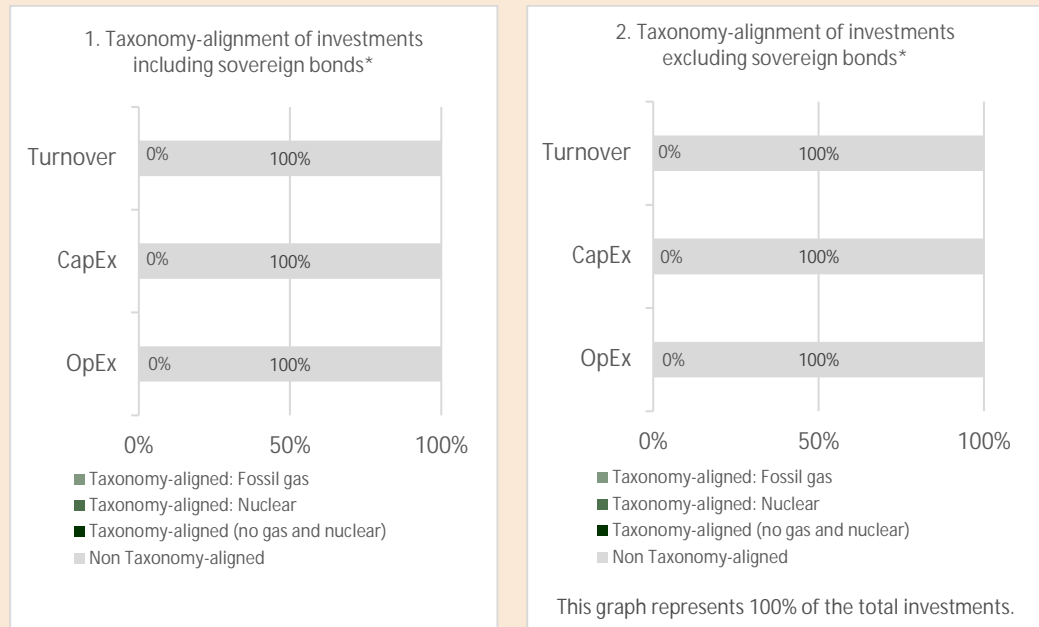 1. Taxonomy-alignment of investments
including sovereign bonds*
Turnover 0% 100%
CapEx 0% 100%
OpEx 0% 100%
0% 50% 100%
Taxonomy-aligned: Fossil gas
Taxonomy-aligned: Nuclear
Taxonomy-aligned (no gas and nuclear)
Non Taxonomy-aligned
2. Taxonomy-alignment of investments
excluding sovereign bonds*
Turnover 0% 100%
CapEx 0% 100%
OpEx 0% 100%
0% 50% 100%
Taxonomy-aligned: Fossil gas
Taxonomy-aligned: Nuclear
Taxonomy-aligned (no gas and nuclear)
Non Taxonomy-aligned
This graph represents 100% of the total investments.